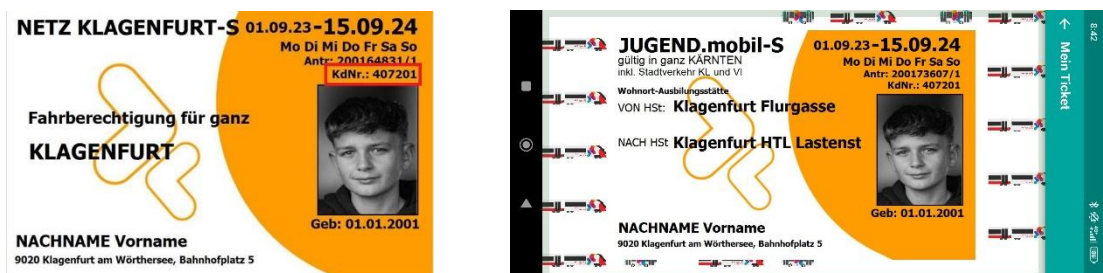 NETZ KLAGENFURT-S 01.09.23-15.09.24
Mo Di Mi Do Fr Sa So
Antr: 200164831/1
KdNr.: 407201
Fahrberechtigung für ganz
KLAGENFURT
Geb: 01.01.2001
NACHNAME Vorname
9020 Klagenfurt am Wörthersee, Bahnhofplatz 5
JUGEND.mobil-S 01.09.23-15.09.24
gültig in ganz KÄRNTEN Mo Di Mi Do Fr Sa So
inkl. Stadtverkehr KL und VI Antr: 200173607/1
KdNr.: 407201
Wohnort-Ausbilungsstätte
VON HSt: Klagenfurt Flurgasse
NACH HSt Klagenfurt HTL Lastenst
Geb: 01.01.2001
NACHNAME Vorname
9020 Klagenfurt am Wörthersee, Bahnhofplatz 5
8:42
← Mein Ticket